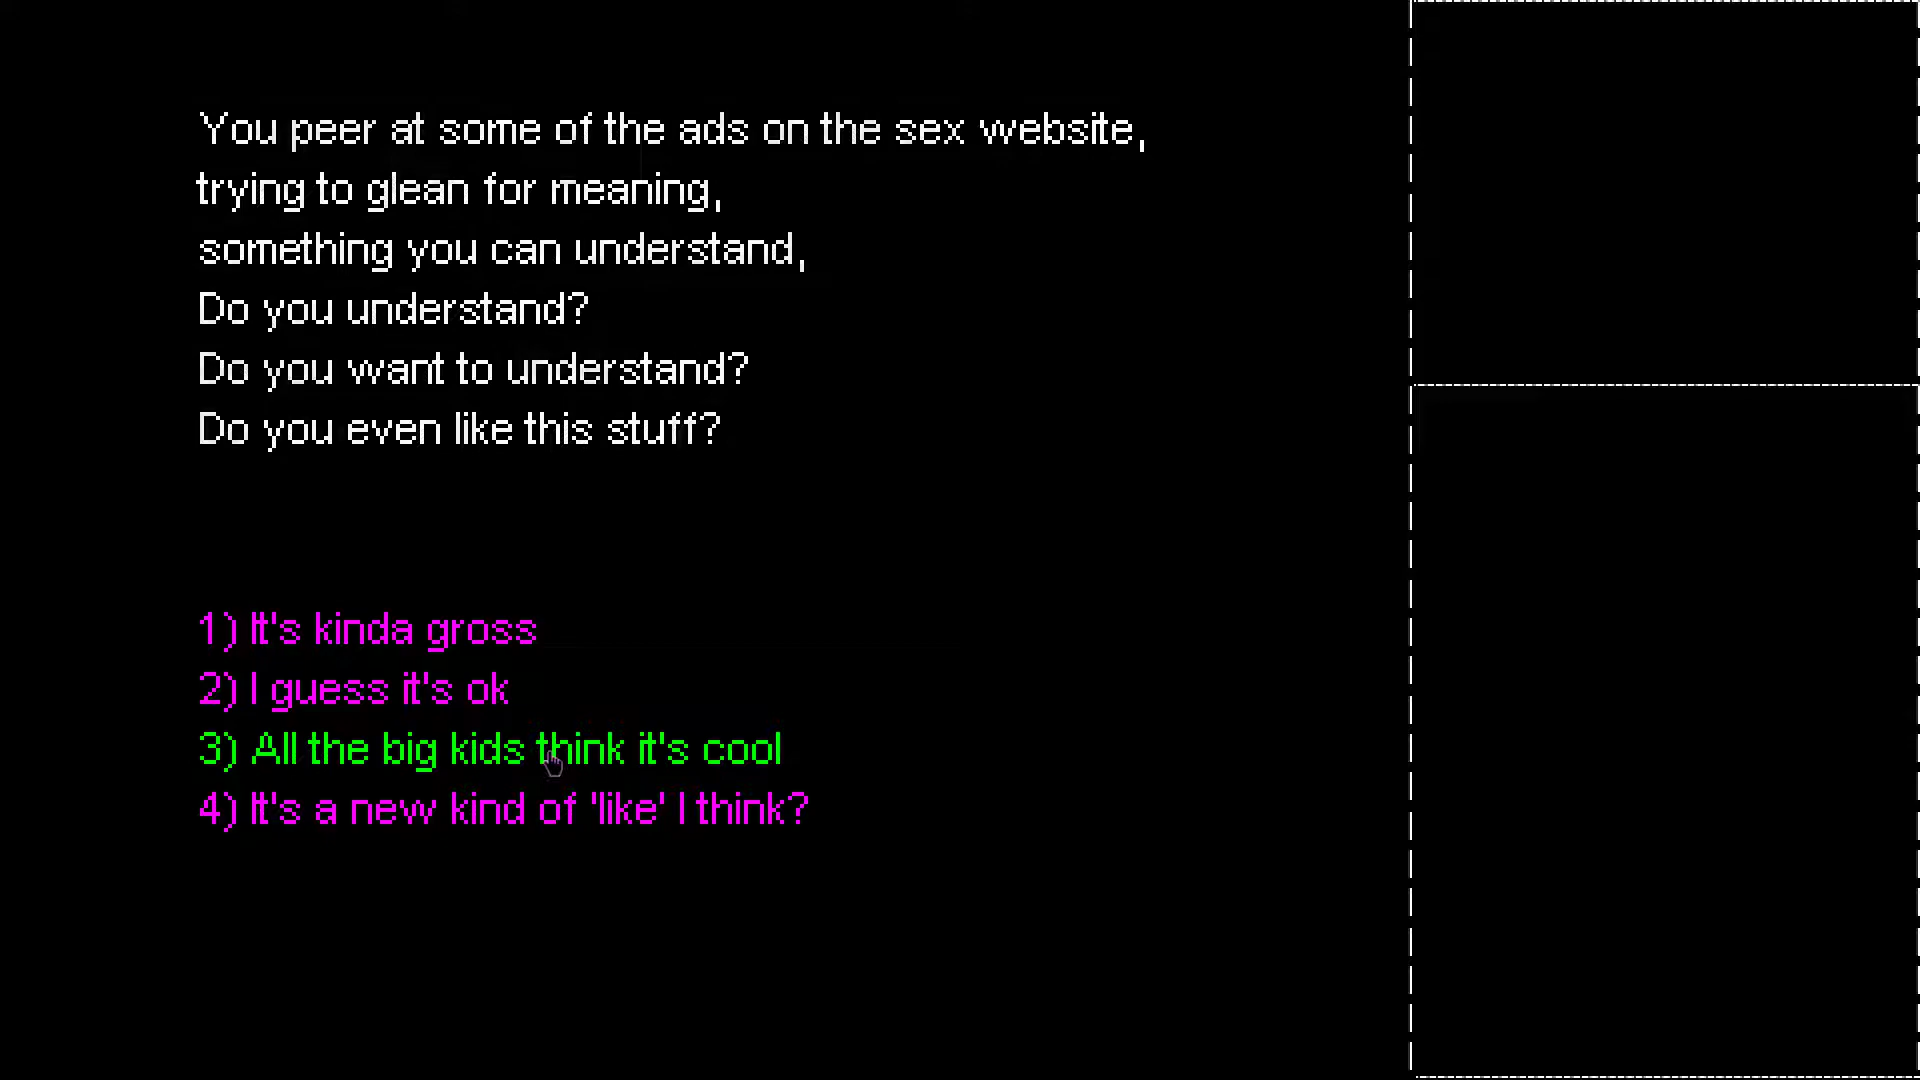 You peer at some of the ads on the sex website,
trying to glean for meaning,
something you can understand,
Do you understand?
Do you want to understand?
Do you even like this stuff?
1) It's kinda gross
2) I guess it's ok
3) All the big kids think it's cool
4) It's a new kind of 'like' I think?